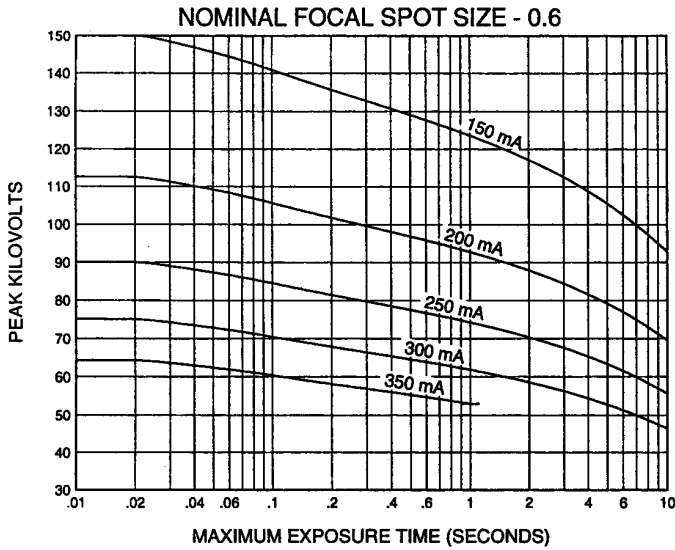 NOMINAL FOCAL SPOT SIZE - 0.6
150
140
130
120
110
100
90
80
70
60
50
40
30
PEAK KILOVOLTS
150 mA
200 mA
250 mA
300 mA
350 mA
.01 .02 .04 .06 .1 .2 .4 .6 1 2 4 6 10
MAXIMUM EXPOSURE TIME (SECONDS)